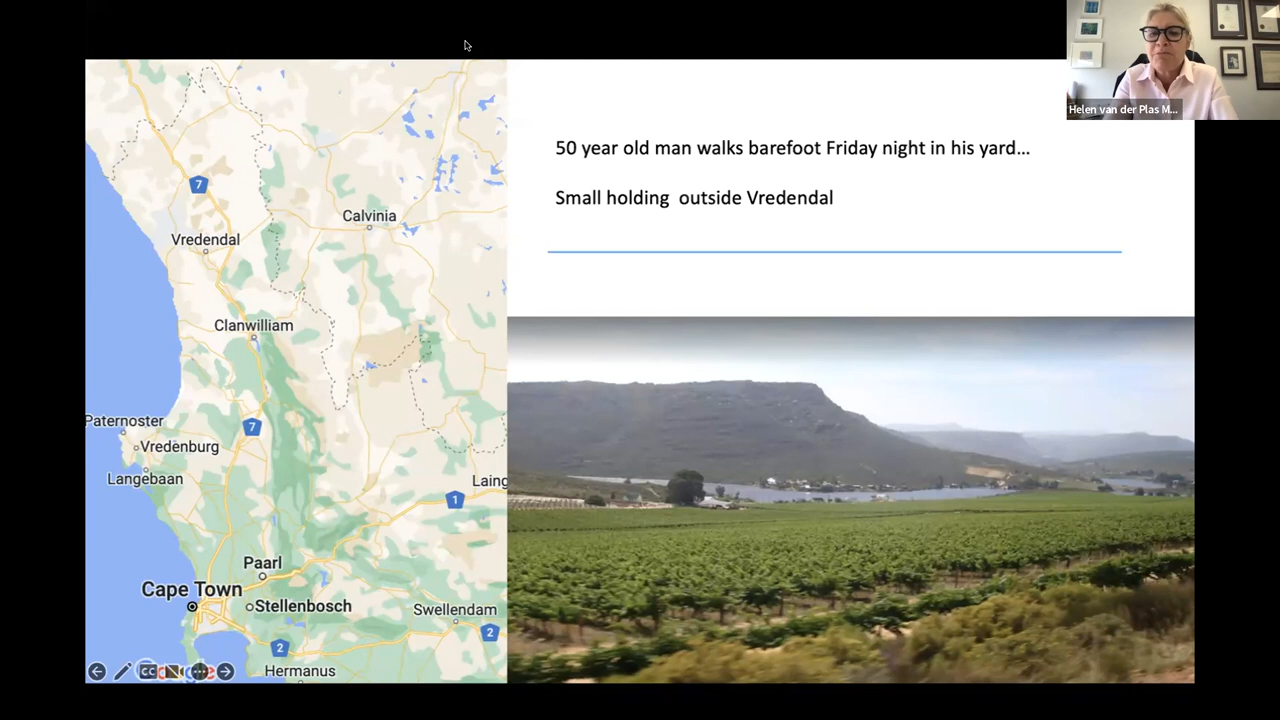 Helen van der Plas M...
50 year old man walks barefoot Friday night in his yard...
Small holding outside Vredendal
7
Calvinia
Vredendal
Clanwilliam
Paternoster
7
Vredenburg
Langebaan
Laing
1
Paarl
Cape Town
Stellenbosch
Swellendam
2
2
Hermanus
CC